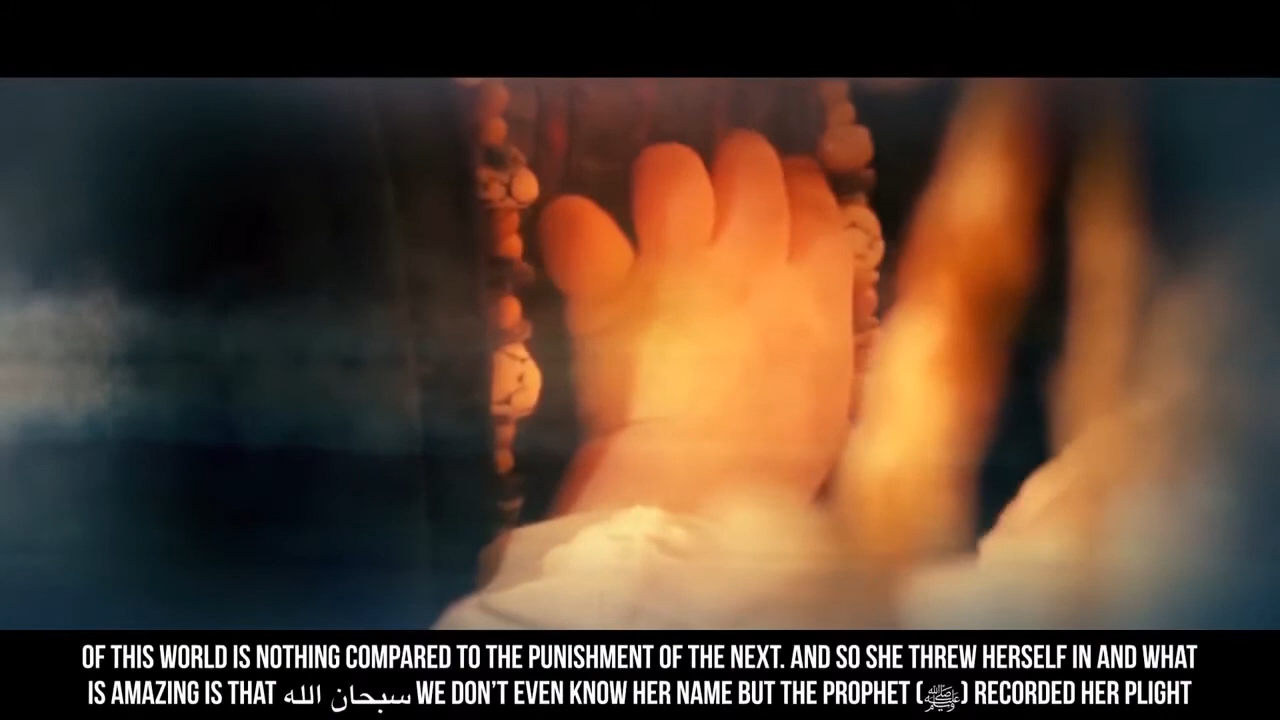 OF THIS WORLD IS NOTHING COMPARED TO THE PUNISHMENT OF THE NEXT. AND SO SHE THREW HERSELF IN AND WHAT
IS AMAZING IS THAT سبحان الله WE DON'T EVEN KNOW HER NAME BUT THE PROPHET (ﷺ) RECORDED HER PLIGHT